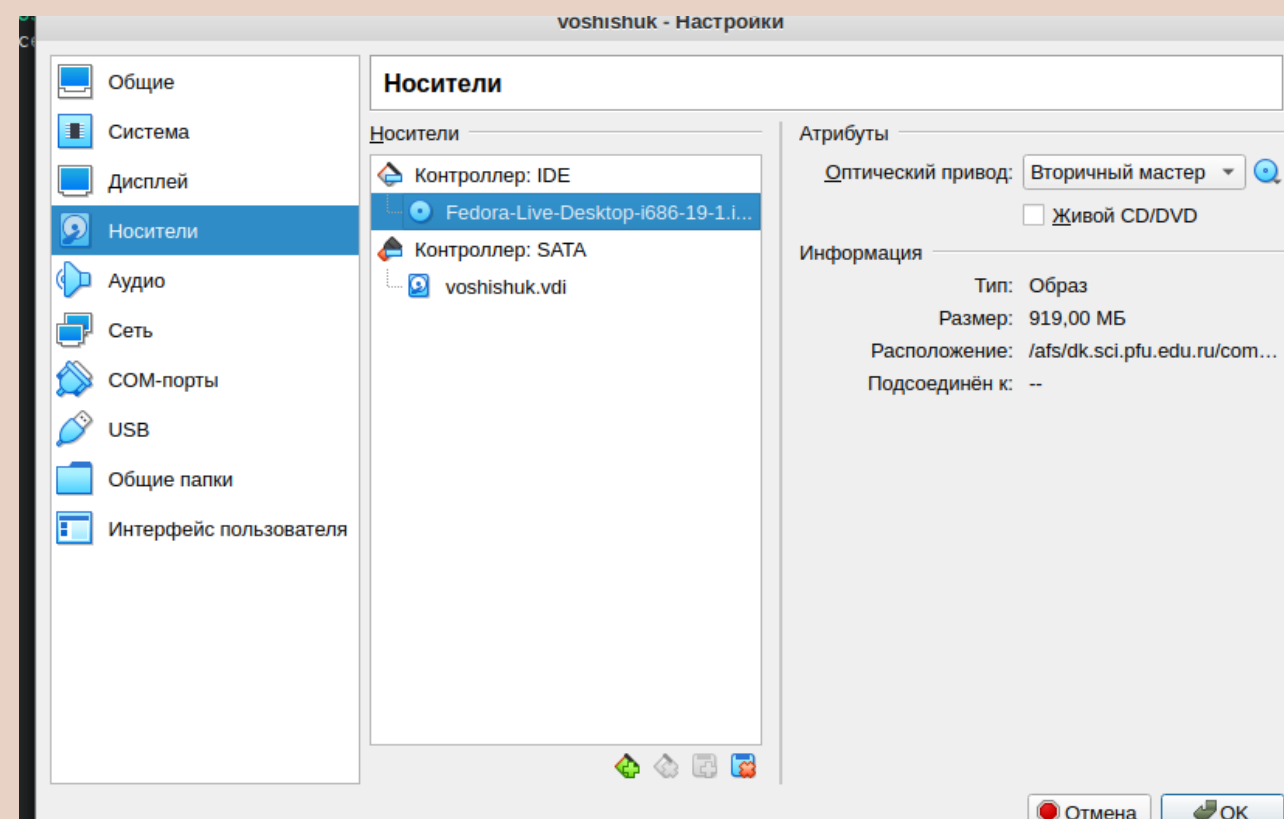 voshishuk - Настройки
Общие
Система
Дисплей
Носители
Аудио
Сеть
COM-порты
USB
Общие папки
Интерфейс пользователя
Носители
Носители
Контроллер: IDE
Fedora-Live-Desktop-i686-19-1.i...
Контроллер: SATA
voshishuk.vdi
Атрибуты
Оптический привод: Вторичный мастер
Живой CD/DVD
Информация
Тип: Образ
Размер: 919,00 МБ
Расположение: /afs/dk.sci.pfu.edu.ru/com...
Подсоединён к: --
Отмена OK